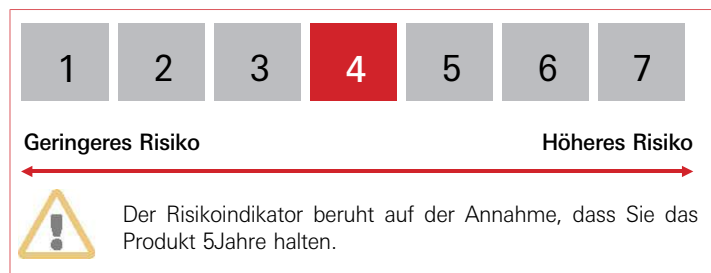 1 2 3 4 5 6 7
Geringeres Risiko Höheres Risiko
Der Risikoindikator beruht auf der Annahme, dass Sie das
Produkt 5Jahre halten.